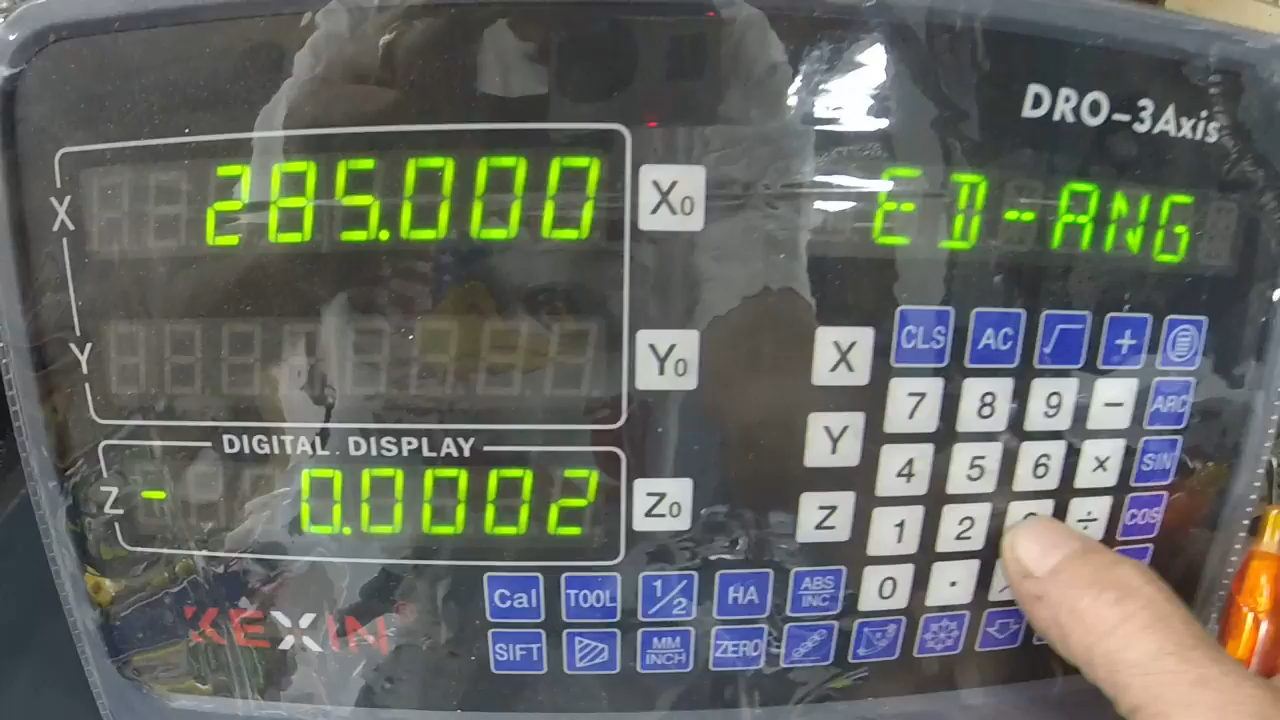 DRO-3Axis
X 285.000 X0 ED-ANG
Y Y0
DIGITAL DISPLAY
Z - 0.0002 Z0
X CLS AC √ +
7 8 9 - ARC
Y 4 5 6 × SIN
Z 1 2 ÷ COS
0 .
Cal TOOL 1/2 HA ABS INC
SIFT MM INCH ZERO
KEXIN®